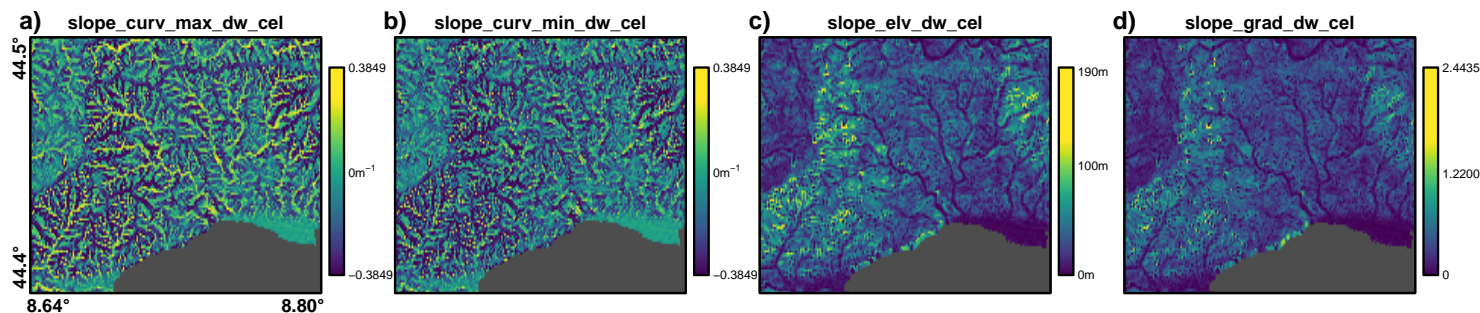 a) slope_curv_max_dw_cel
b) slope_curv_min_dw_cel
c) slope_elv_dw_cel
d) slope_grad_dw_cel
44.5°
44.4°
8.64°
8.80°
0.3849
0m⁻¹
−0.3849
0.3849
0m⁻¹
−0.3849
190m
100m
0m
2.4435
1.2200
0